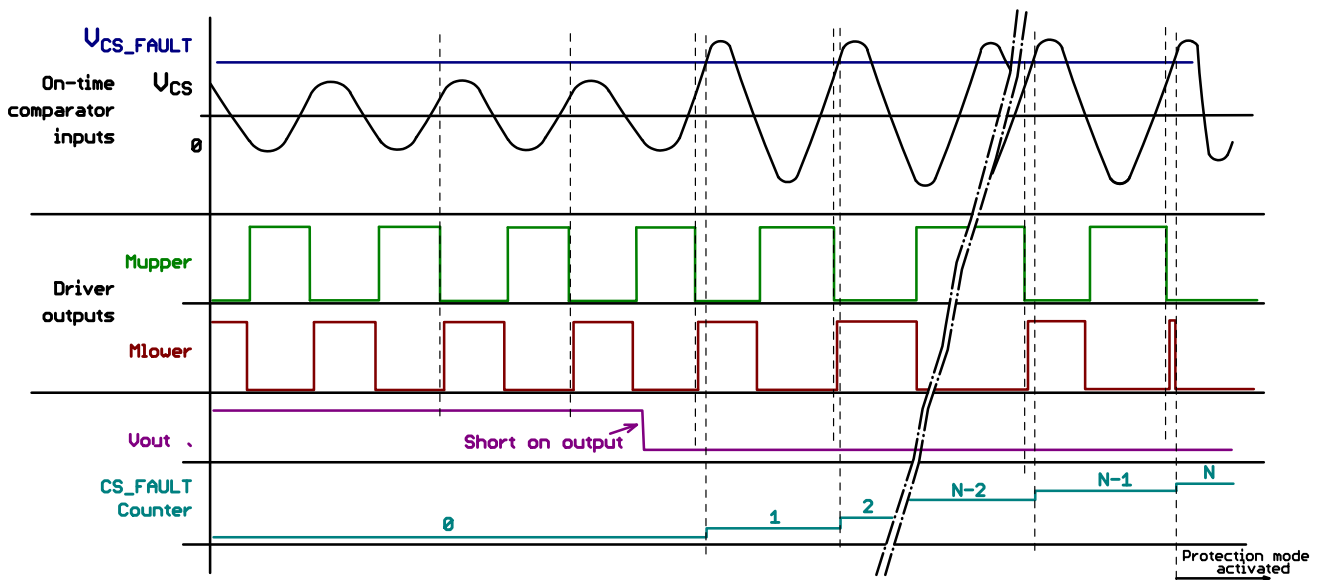 VCS_FAULT
On-time
comparator
inputs
VCS
0
Mupper
Driver
outputs
Mlower
Vout .
Short on output
CS_FAULT
Counter
0
1
2
N-2
N-1
N
Protection mode
activated